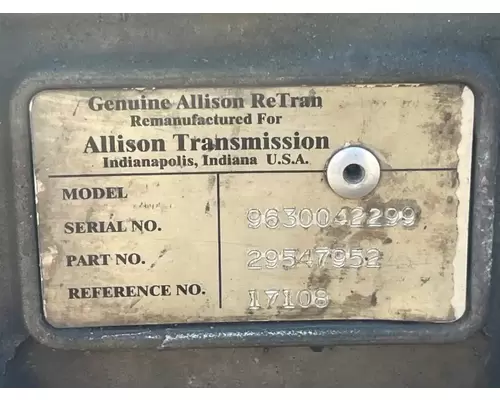 Genuine Allison ReTran
Remanufactured For
Allison Transmission
Indianapolis, Indiana U.S.A.
MODEL
SERIAL NO. 9630042299
PART NO. 29547952
REFERENCE NO. 17108